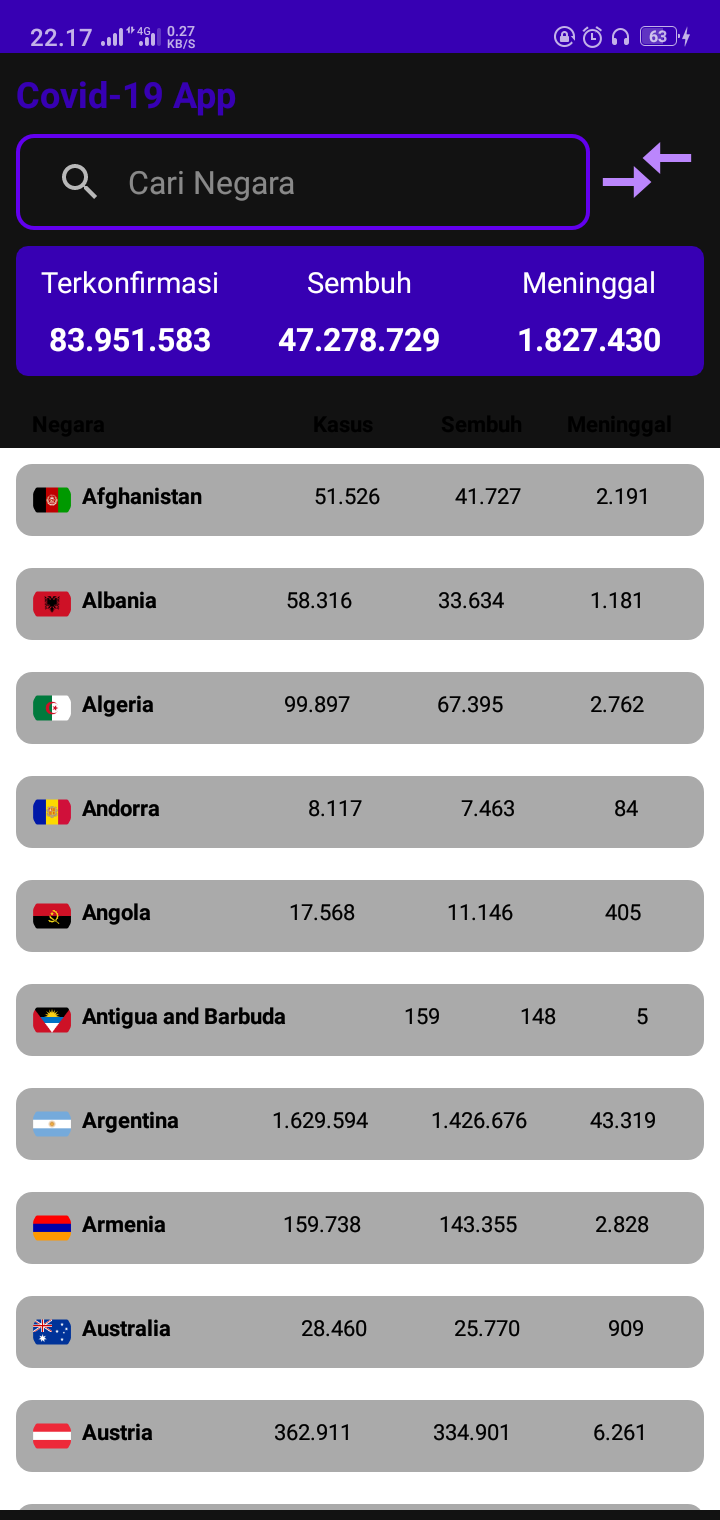 22.17 4G 0.27 KB/S 63
Covid-19 App
Cari Negara
Terkonfirmasi Sembuh Meninggal
83.951.583 47.278.729 1.827.430
Negara Kasus Sembuh Meninggal
Afghanistan 51.526 41.727 2.191
Albania 58.316 33.634 1.181
Algeria 99.897 67.395 2.762
Andorra 8.117 7.463 84
Angola 17.568 11.146 405
Antigua and Barbuda 159 148 5
Argentina 1.629.594 1.426.676 43.319
Armenia 159.738 143.355 2.828
Australia 28.460 25.770 909
Austria 362.911 334.901 6.261